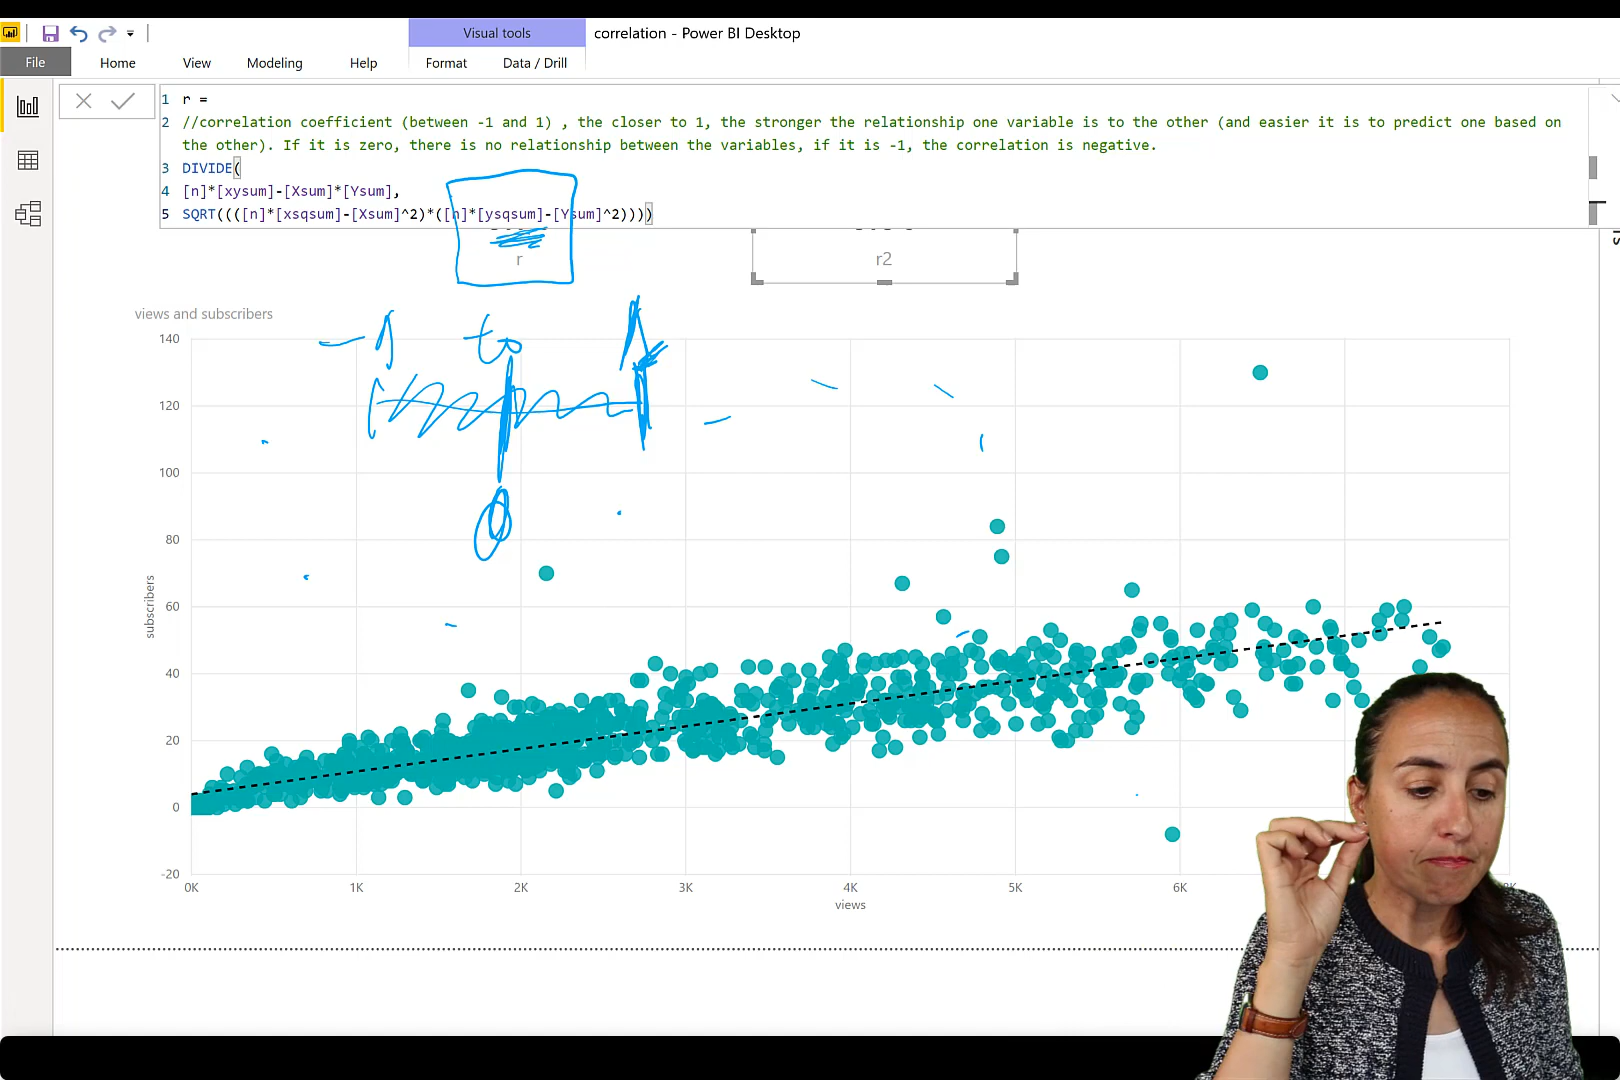 Visual tools
correlation - Power BI Desktop
File Home View Modeling Help Format Data / Drill
1 r =
2 //correlation coefficient (between -1 and 1) , the closer to 1, the stronger the relationship one variable is to the other (and easier it is to predict one based on
the other). If it is zero, there is no relationship between the variables, if it is -1, the correlation is negative.
3 DIVIDE(
4 [n]*[xysum]-[Xsum]*[Ysum],
5 SQRT((([n]*[xsqsum]-[Xsum]^2)*([n]*[ysqsum]-[Ysum]^2))))
r
r2
views and subscribers
-1 to 1
0
140
120
100
80
60
40
20
0
-20
subscribers
0K 1K 2K 3K 4K 5K 6K
views